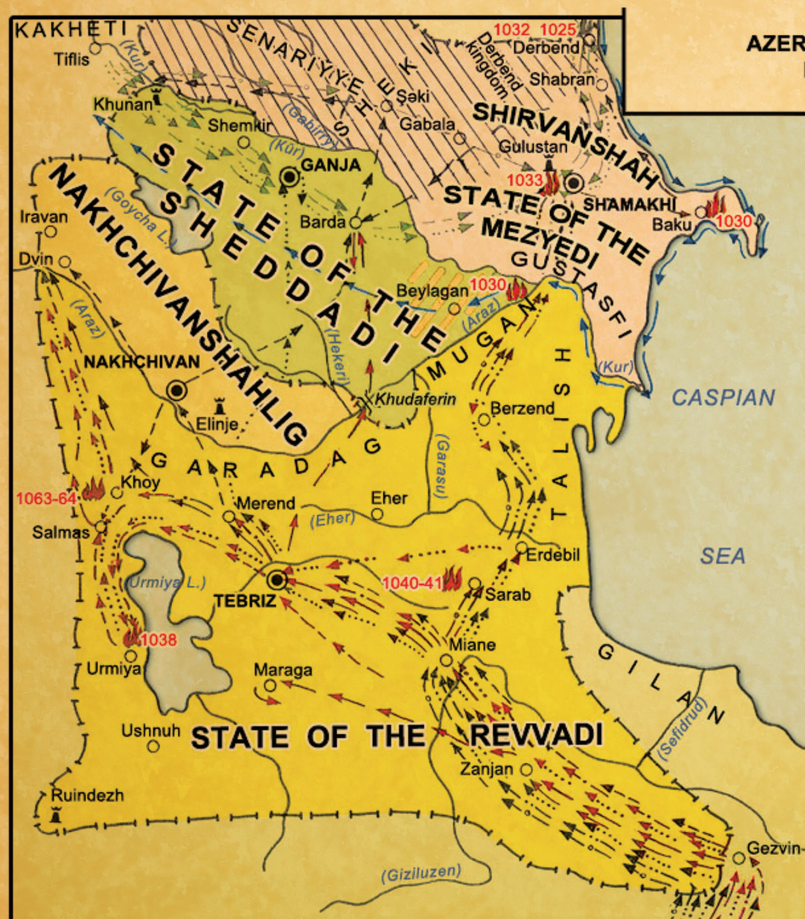 KAKHETI
1032 1025
AZER
Tiflis
(Kur)
SENARIYYE
SHEKI
Derbend
Derbend
kingdom
Shabran
Khunan
Şəki
Shemkir
(Gabirry)
Gabala
SHIRVANSHAH
(Kür)
GANJA
Gulustan
1033
SHAMAKHI
STATE OF THE
MEZYEDI
Baku
1030
GUSTASFI
STATE OF THE
SHEDDADI
NAKHCHIVANSHAHLIG
(Goycha L.)
Iravan
Dvin
Barda
Beylagan
1030
(Araz)
(Araz)
(Hekeri)
MUGAN
(Kur)
NAKHCHIVAN
Elinje
Khudaferin
CASPIAN
SEA
Berzend
TALISH
GARADAG
(Garasu)
1063-64
Khoy
Salmas
Merend
Eher
(Eher)
Erdebil
(Urmiya L.)
TEBRIZ
1040-41
Sarab
1038
Urmiya
Miane
Maraga
GILAN
Ushnuh
STATE OF THE REVVADI
(Sefidrud)
Zanjan
Ruindezh
Gezvin-
(Giziluzen)